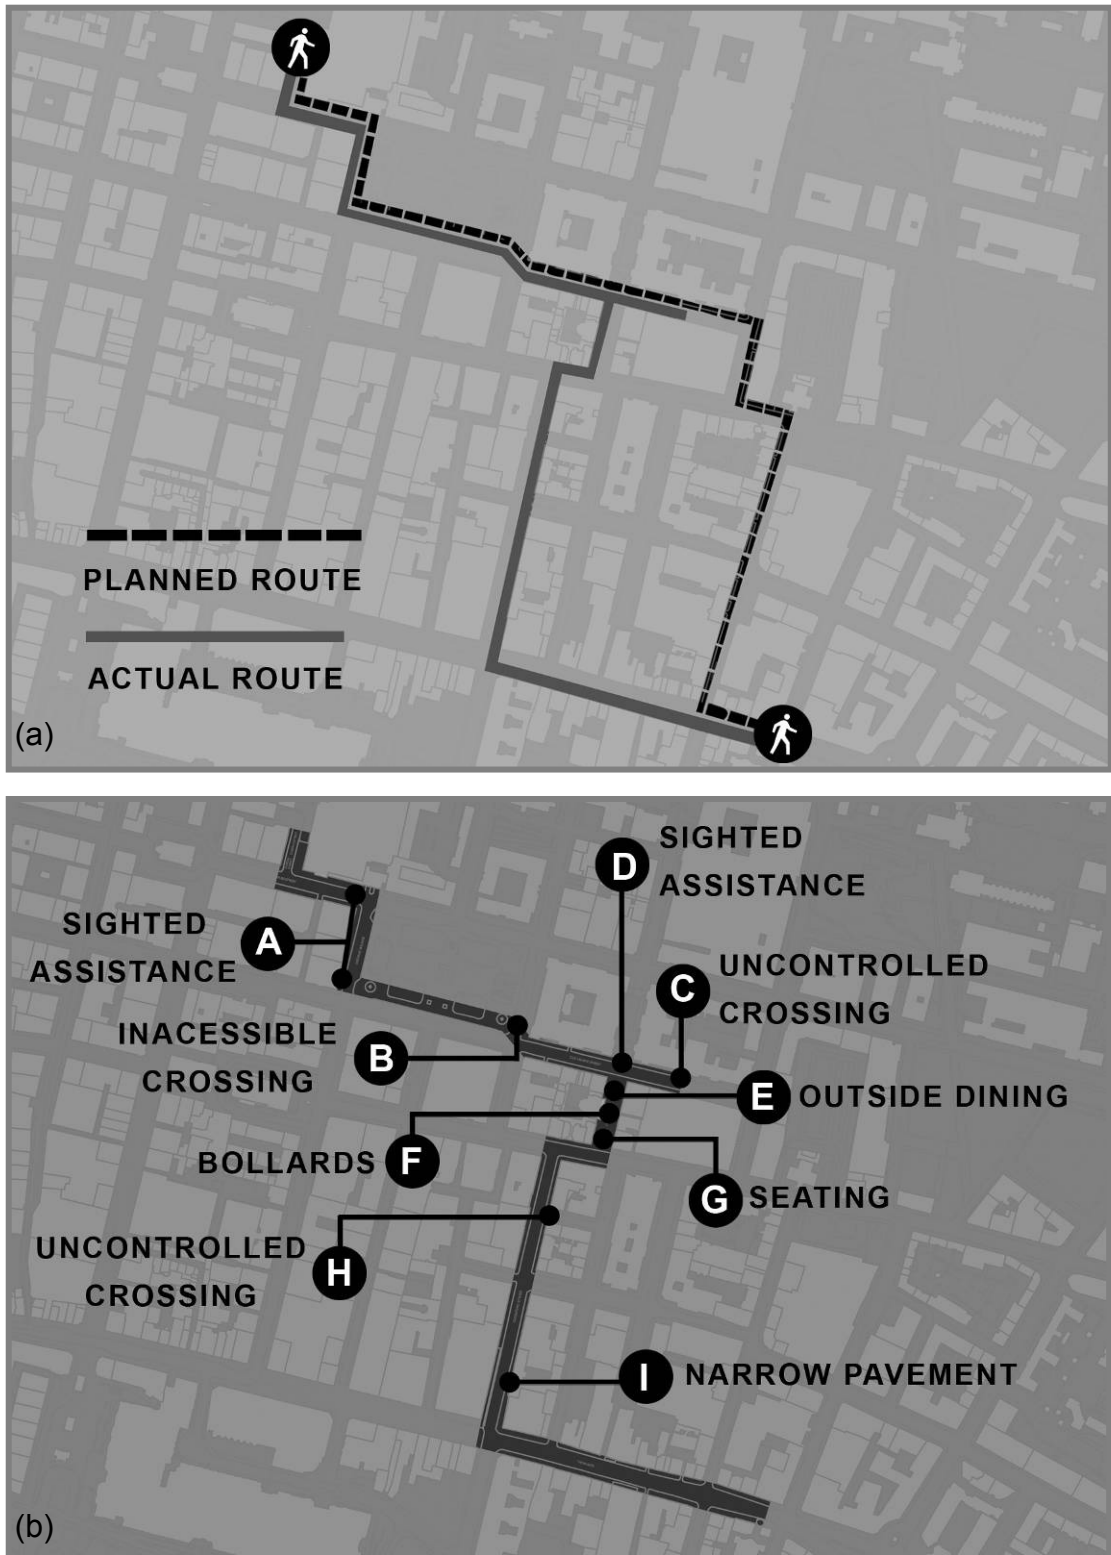 PLANNED ROUTE
ACTUAL ROUTE
(a)
D
SIGHTED
ASSISTANCE
SIGHTED
ASSISTANCE
A
C
UNCONTROLLED
CROSSING
INACESSIBLE
CROSSING
B
E
OUTSIDE DINING
BOLLARDS
F
G
SEATING
UNCONTROLLED
CROSSING
H
I
NARROW PAVEMENT
(b)